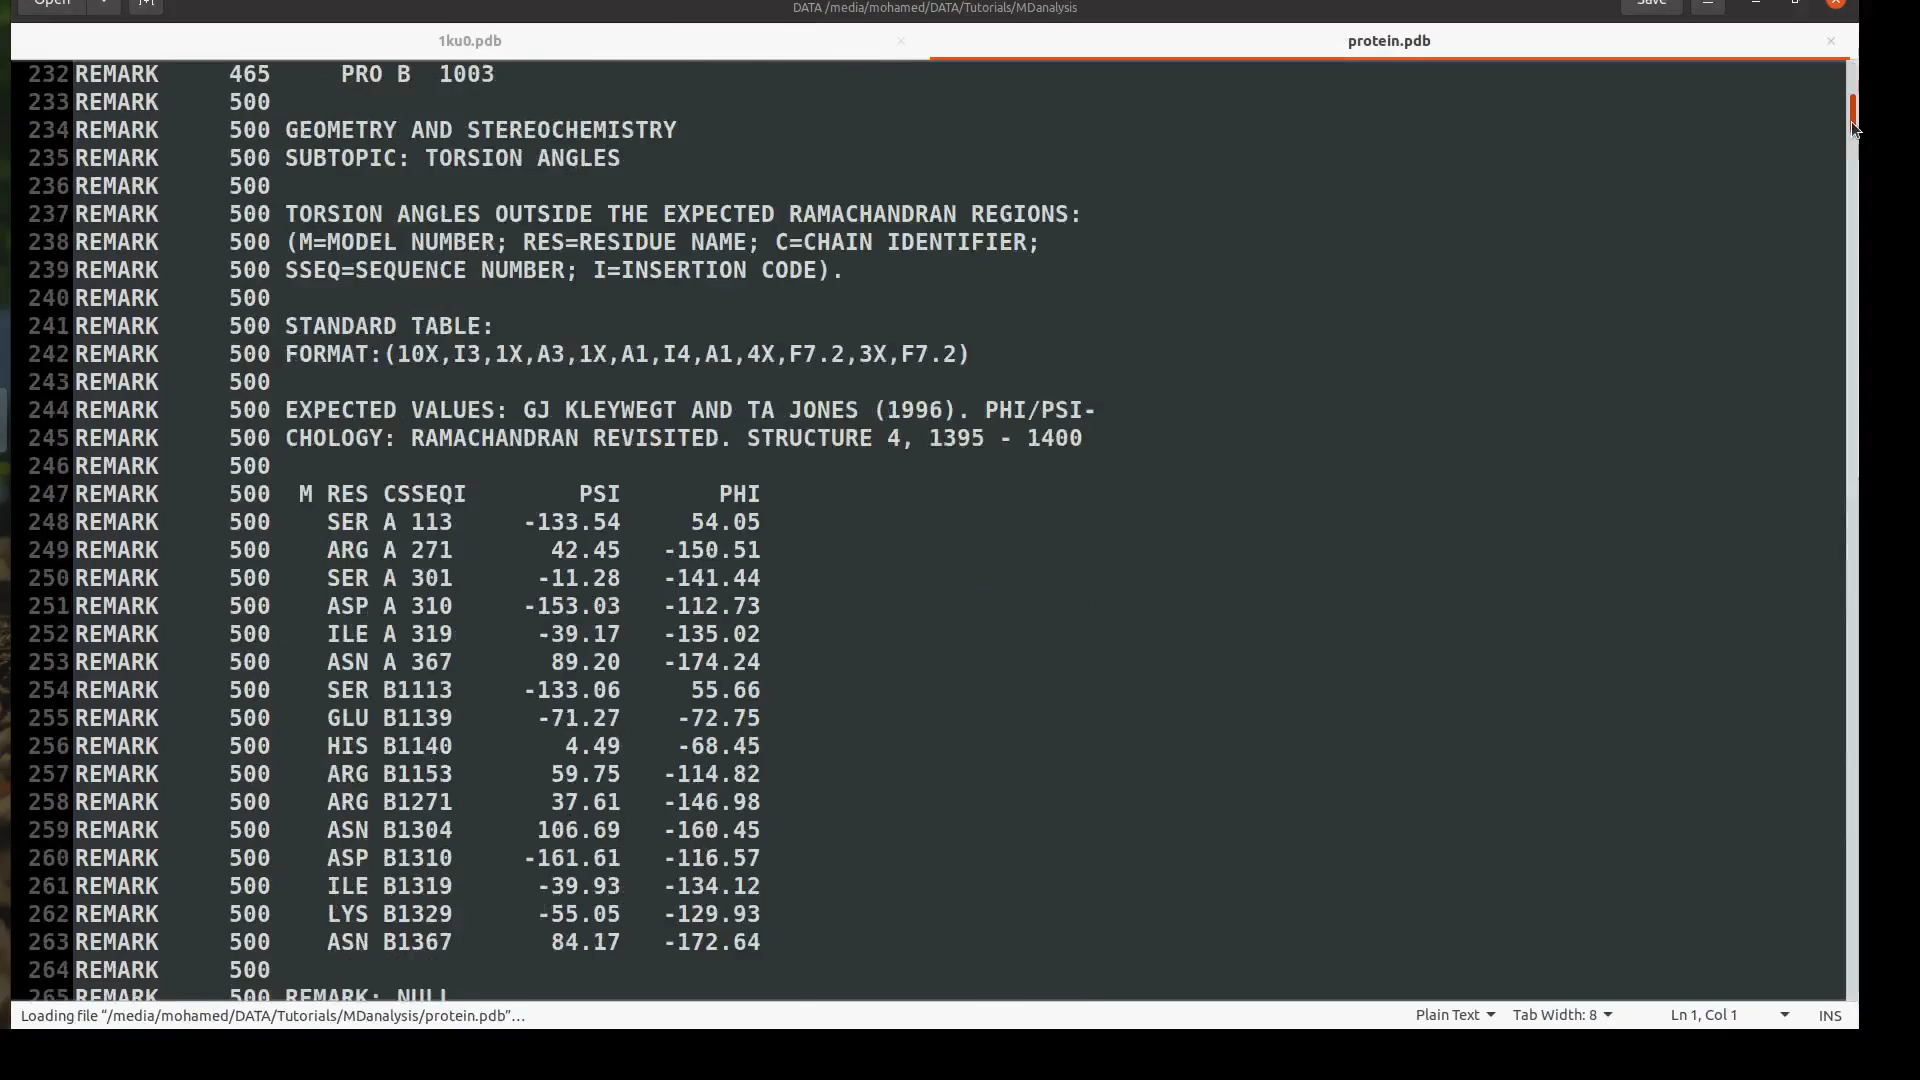 Open
DATA /media/mohamed/DATA/Tutorials/MDanalysis
Save
1ku0.pdb
protein.pdb
232 REMARK 465 PRO B 1003
233 REMARK 500
234 REMARK 500 GEOMETRY AND STEREOCHEMISTRY
235 REMARK 500 SUBTOPIC: TORSION ANGLES
236 REMARK 500
237 REMARK 500 TORSION ANGLES OUTSIDE THE EXPECTED RAMACHANDRAN REGIONS:
238 REMARK 500 (M=MODEL NUMBER; RES=RESIDUE NAME; C=CHAIN IDENTIFIER;
239 REMARK 500 SSEQ=SEQUENCE NUMBER; I=INSERTION CODE).
240 REMARK 500
241 REMARK 500 STANDARD TABLE:
242 REMARK 500 FORMAT:(10X,I3,1X,A3,1X,A1,I4,A1,4X,F7.2,3X,F7.2)
243 REMARK 500
244 REMARK 500 EXPECTED VALUES: GJ KLEYWEGT AND TA JONES (1996). PHI/PSI-
245 REMARK 500 CHOLOGY: RAMACHANDRAN REVISITED. STRUCTURE 4, 1395 - 1400
246 REMARK 500
247 REMARK 500 M RES CSSEQI PSI PHI
248 REMARK 500 SER A 113 -133.54 54.05
249 REMARK 500 ARG A 271 42.45 -150.51
250 REMARK 500 SER A 301 -11.28 -141.44
251 REMARK 500 ASP A 310 -153.03 -112.73
252 REMARK 500 ILE A 319 -39.17 -135.02
253 REMARK 500 ASN A 367 89.20 -174.24
254 REMARK 500 SER B1113 -133.06 55.66
255 REMARK 500 GLU B1139 -71.27 -72.75
256 REMARK 500 HIS B1140 4.49 -68.45
257 REMARK 500 ARG B1153 59.75 -114.82
258 REMARK 500 ARG B1271 37.61 -146.98
259 REMARK 500 ASN B1304 106.69 -160.45
260 REMARK 500 ASP B1310 -161.61 -116.57
261 REMARK 500 ILE B1319 -39.93 -134.12
262 REMARK 500 LYS B1329 -55.05 -129.93
263 REMARK 500 ASN B1367 84.17 -172.64
264 REMARK 500
265 REMARK 500 REMARK: NULL
Loading file “/media/mohamed/DATA/Tutorials/MDanalysis/protein.pdb”…
Plain Text
Tab Width: 8
Ln 1, Col 1
INS